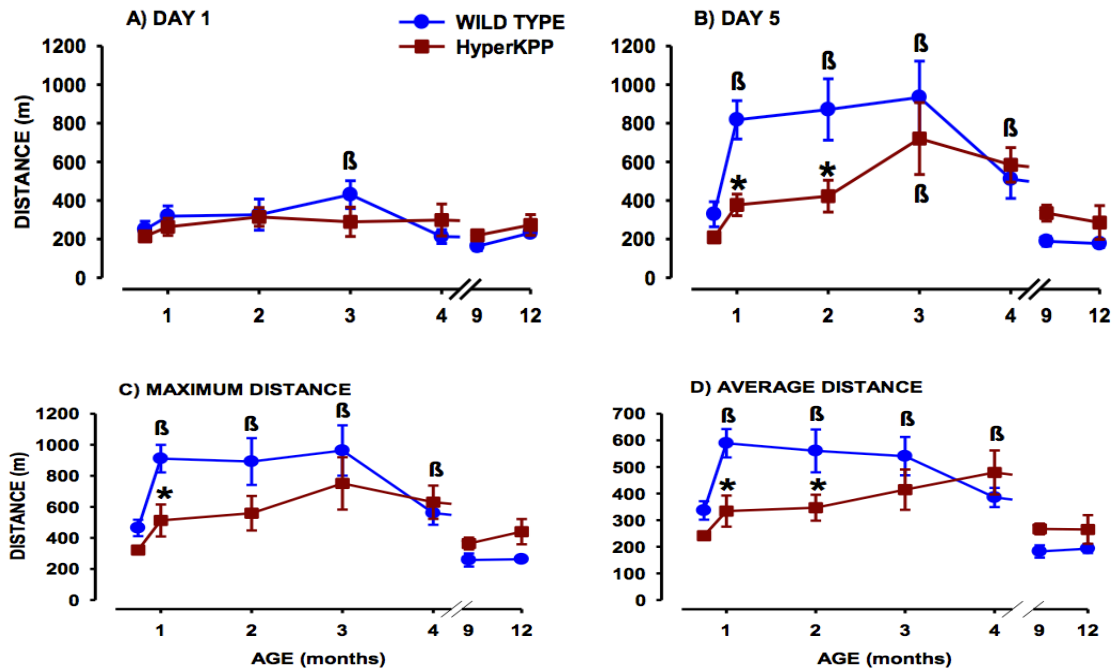 A) DAY 1
WILD TYPE
HyperKPP
DISTANCE (m)
1200
1000
800
600
400
200
0
ß
1
2
3
4
9
12
B) DAY 5
1200
1000
800
600
400
200
0
ß
ß
ß
ß
*
*
ß
1
2
3
4
9
12
C) MAXIMUM DISTANCE
DISTANCE (m)
1200
1000
800
600
400
200
0
ß
ß
ß
ß
*
1
2
3
4
9
12
AGE (months)
D) AVERAGE DISTANCE
700
600
500
400
300
200
100
0
ß
ß
ß
ß
*
*
1
2
3
4
9
12
AGE (months)